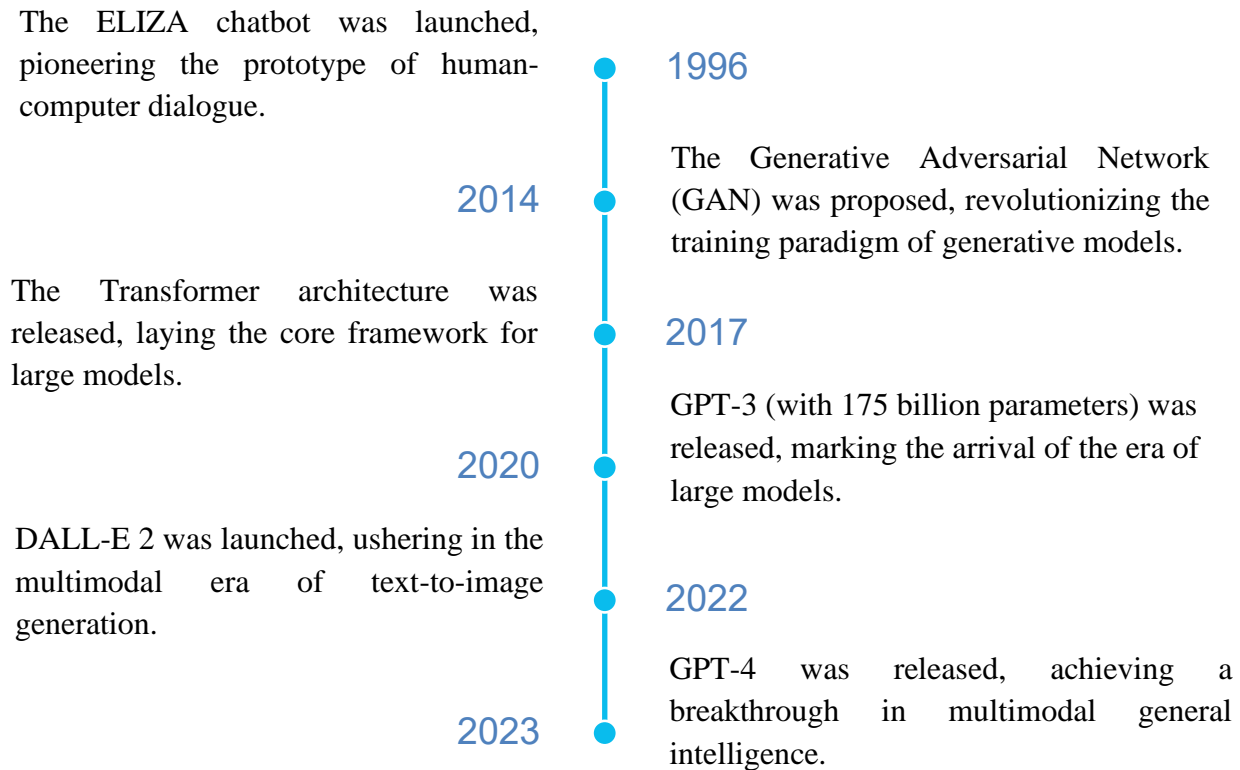 The ELIZA chatbot was launched,
pioneering the prototype of human-
computer dialogue.
1996
2014
The Generative Adversarial Network
(GAN) was proposed, revolutionizing the
training paradigm of generative models.
The Transformer architecture was
released, laying the core framework for
large models.
2017
2020
GPT-3 (with 175 billion parameters) was
released, marking the arrival of the era of
large models.
DALL-E 2 was launched, ushering in the
multimodal era of text-to-image
generation.
2022
2023
GPT-4 was released, achieving a
breakthrough in multimodal general
intelligence.